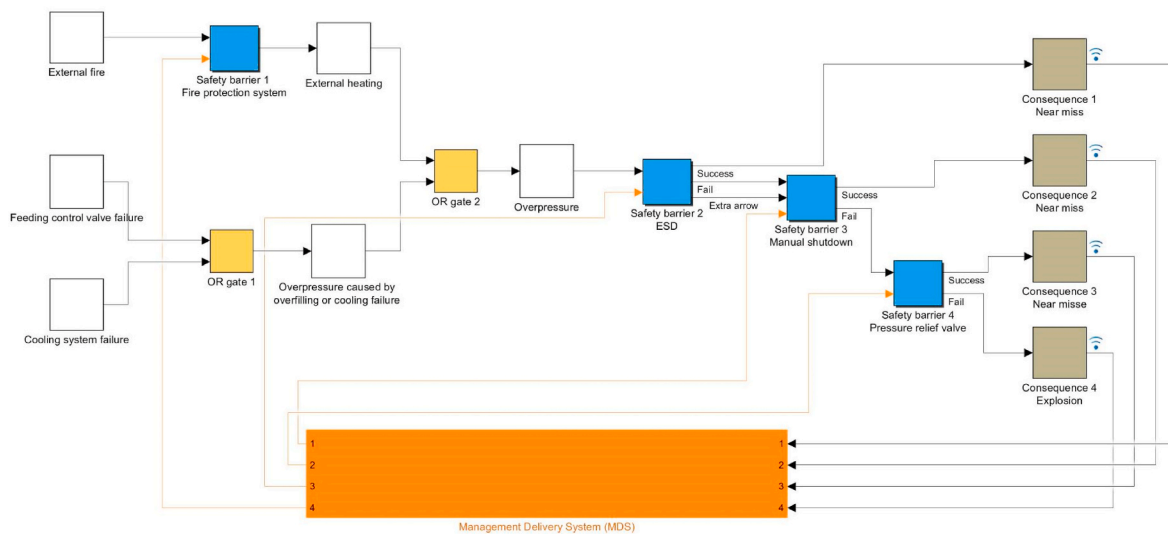 External fire
Safety barrier 1
Fire protection system
External heating
Consequence 1
Near miss
Feeding control valve failure
OR gate 2
Overpressure
Success
Fail
Extra arrow
Safety barrier 2
ESD
Success
Fail
Safety barrier 3
Manual shutdown
Consequence 2
Near miss
Cooling system failure
OR gate 1
Overpressure caused by
overfilling or cooling failure
Success
Fail
Safety barrier 4
Pressure relief valve
Consequence 3
Near misse
Consequence 4
Explosion
1 1
2 2
3 3
4 4
Management Delivery System (MDS)